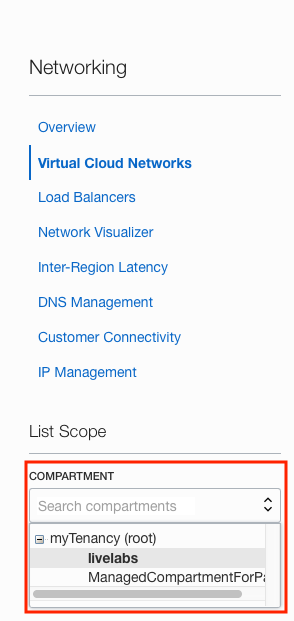 Networking
Overview
Virtual Cloud Networks
Load Balancers
Network Visualizer
Inter-Region Latency
DNS Management
Customer Connectivity
IP Management
List Scope
COMPARTMENT
Search compartments
myTenancy (root)
livelabs
ManagedCompartmentForPa